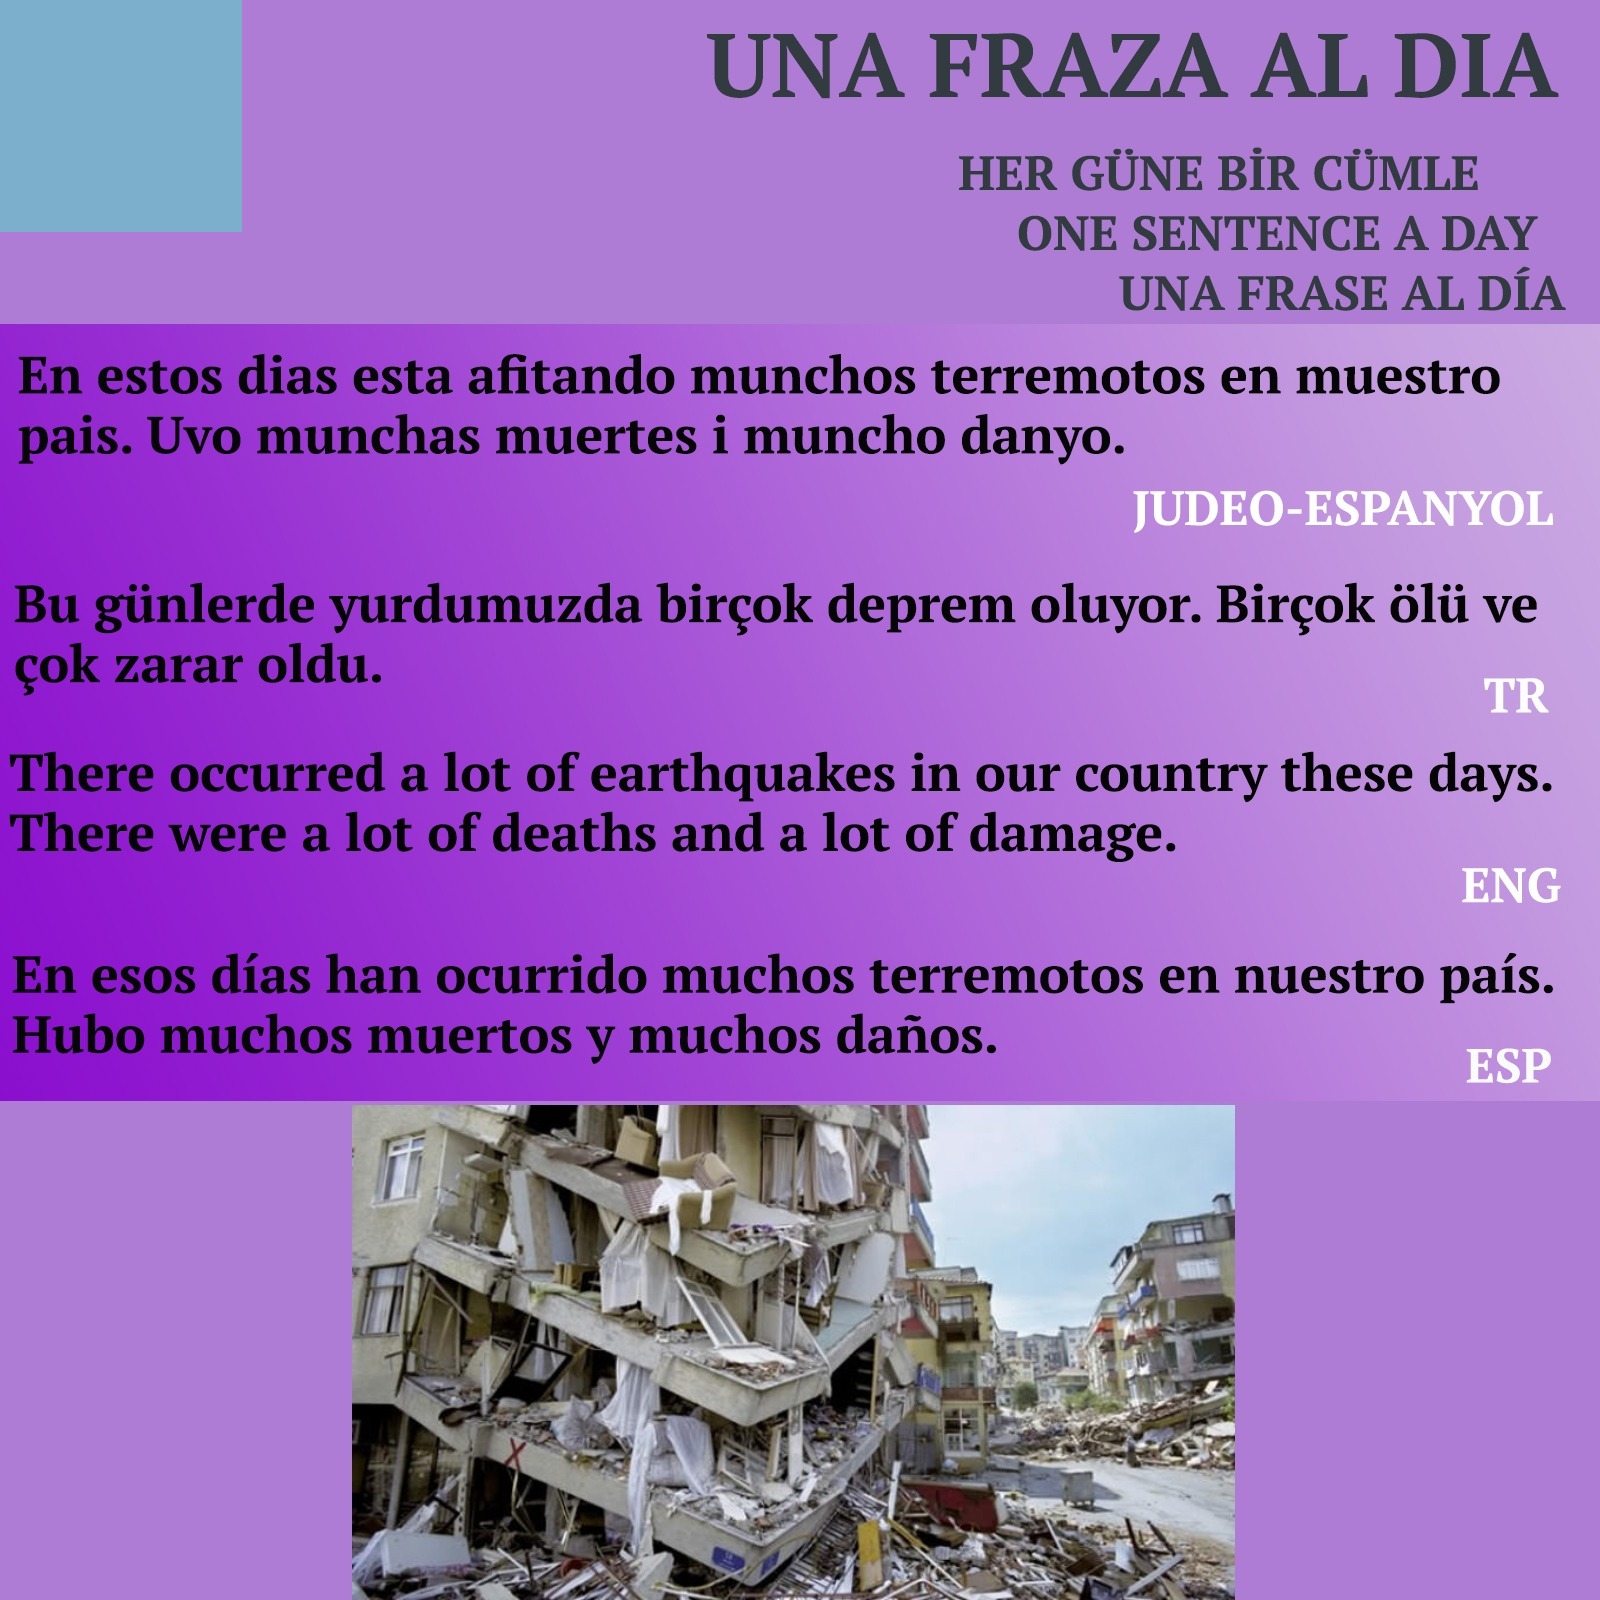 UNA FRAZA AL DIA
HER GÜNE BİR CÜMLE
ONE SENTENCE A DAY
UNA FRASE AL DÍA
En estos dias esta afitando munchos terremotos en muestro
pais. Uvo munchas muertes i muncho danyo.
JUDEO-ESPANYOL
Bu günlerde yurdumuzda birçok deprem oluyor. Birçok ölü ve
çok zarar oldu.
TR
There occurred a lot of earthquakes in our country these days.
There were a lot of deaths and a lot of damage.
ENG
En esos días han ocurrido muchos terremotos en nuestro país.
Hubo muchos muertos y muchos daños.
ESP